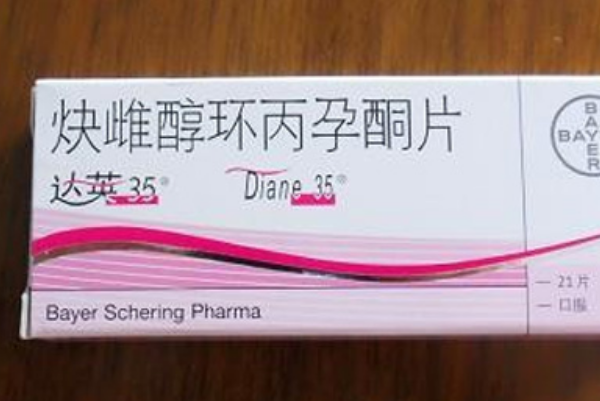 炔雌醇环丙孕酮片
达英 35® Diane 35®
BAYER
BAYER
— 21片
— 口服
Bayer Schering Pharma